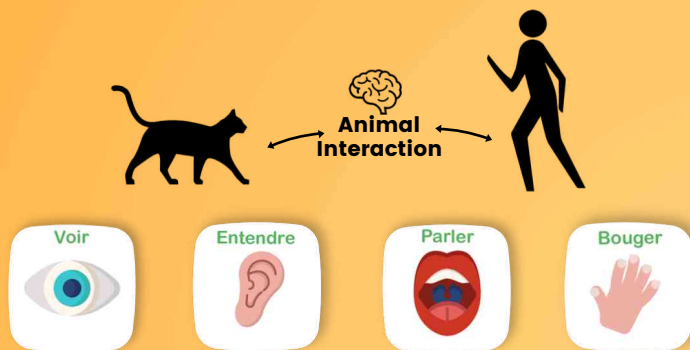 Animal
Interaction
Voir
Entendre
Parler
Bouger